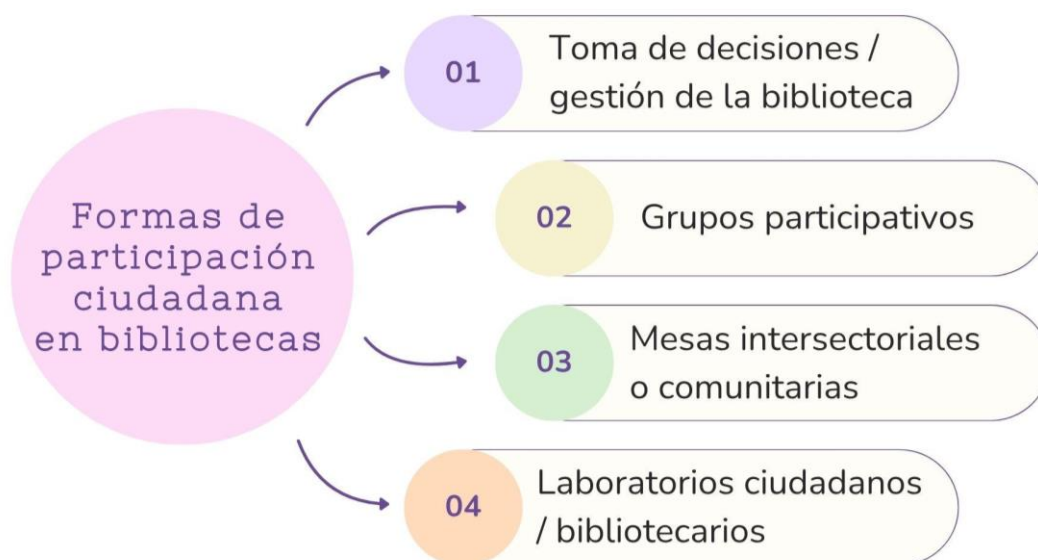 Formas de
participación
ciudadana
en bibliotecas
01
Toma de decisiones /
gestión de la biblioteca
02
Grupos participativos
03
Mesas intersectoriales
o comunitarias
04
Laboratorios ciudadanos
/ bibliotecarios